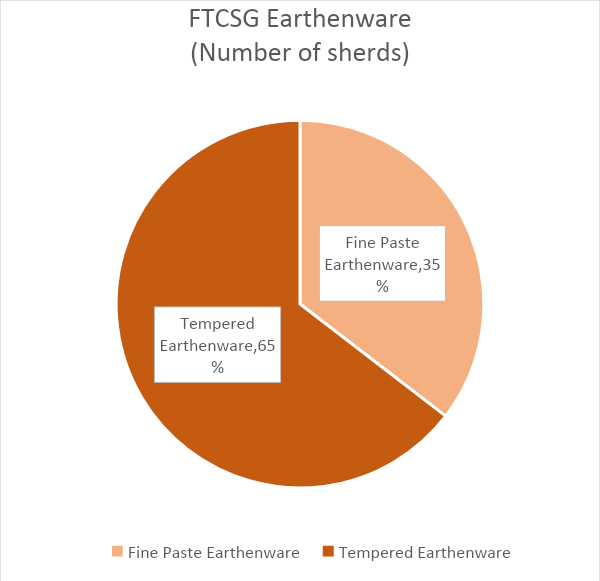 FTCSG Earthenware
(Number of sherds)
Fine Paste
Earthenware,35
%
Tempered
Earthenware,65
%
Fine Paste Earthenware
Tempered Earthenware